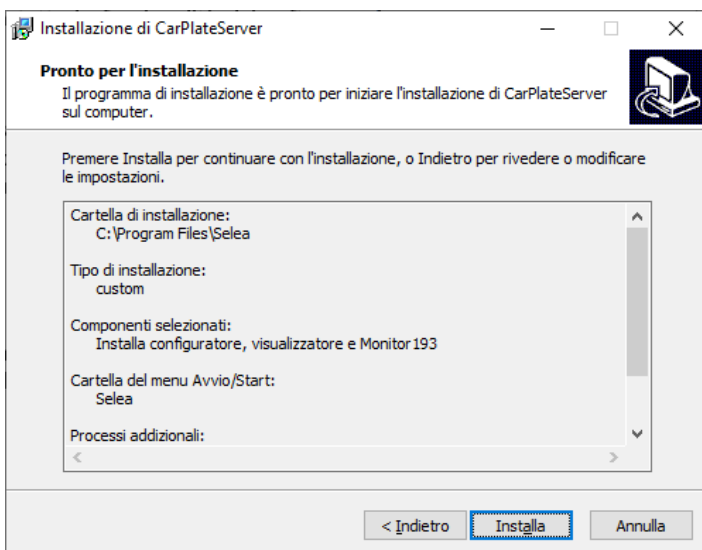 Installazione di CarPlateServer
Pronto per l'installazione
Il programma di installazione è pronto per iniziare l'installazione di CarPlateServer
sul computer.
Premere Installa per continuare con l'installazione, o Indietro per rivedere o modificare
le impostazioni.
Cartella di installazione:
C:\Program Files\Selea
Tipo di installazione:
custom
Componenti selezionati:
Installa configuratore, visualizzatore e Monitor193
Cartella del menu Avvio/Start:
Selea
Processi addizionali:
< Indietro
Installa
Annulla